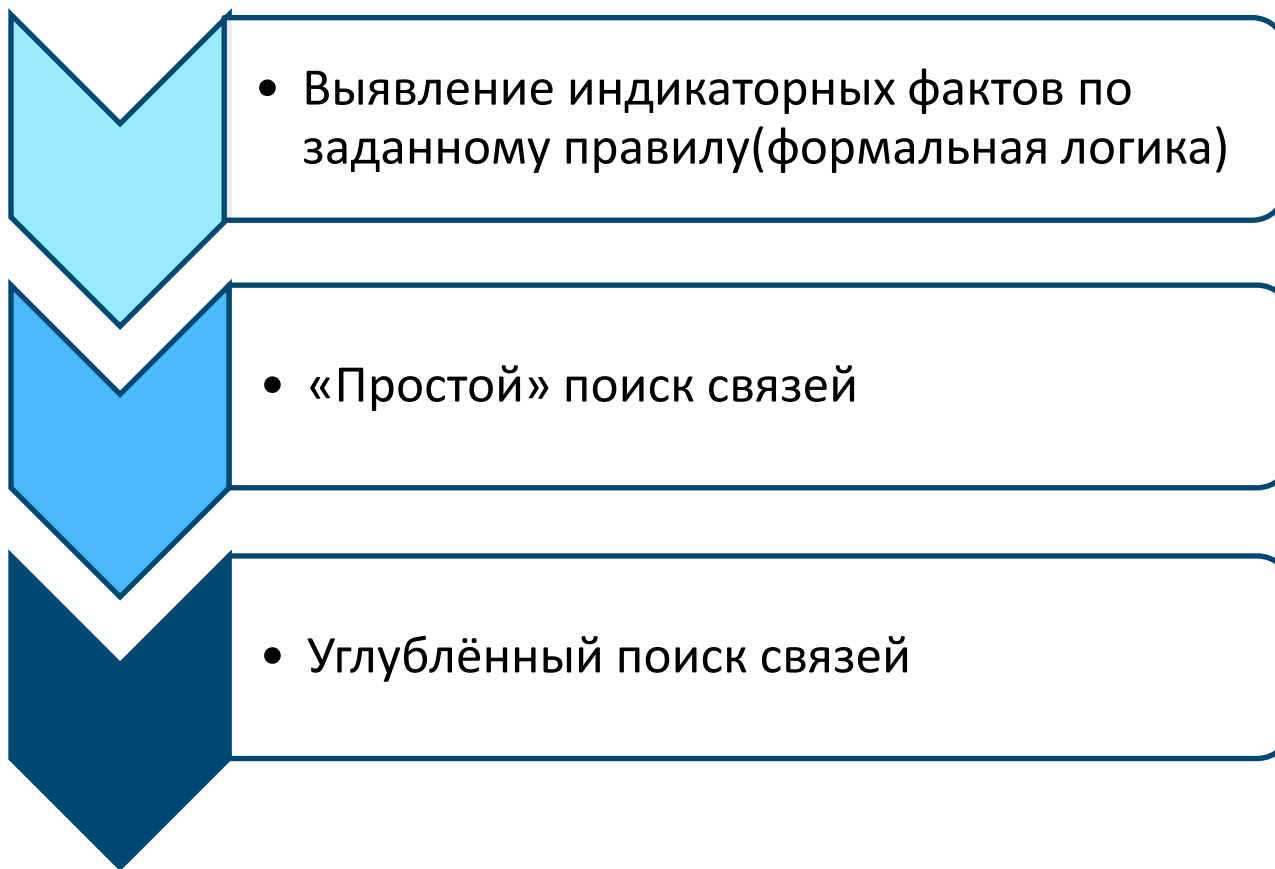 • Выявление индикаторных фактов по
заданному правилу(формальная логика)
• «Простой» поиск связей
• Углублённый поиск связей